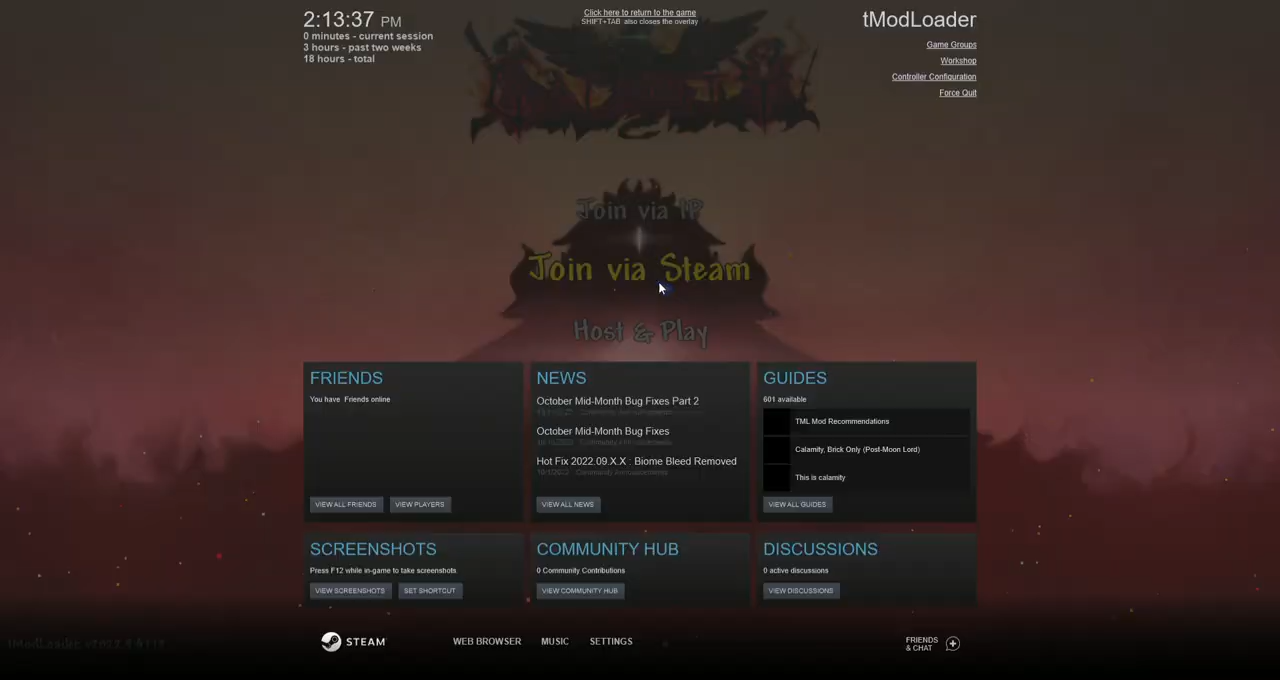 2:13:37 PM
0 minutes - current session
3 hours - past two weeks
18 hours - total
Click here to return to the game
SHIFT+TAB also closes the overlay
tModLoader
Game Groups
Workshop
Controller Configuration
Force Quit
Join via IP
Join via Steam
Host & Play
FRIENDS
You have Friends online
VIEW ALL FRIENDS
VIEW PLAYERS
NEWS
October Mid-Month Bug Fixes Part 2
October Mid-Month Bug Fixes
Hot Fix 2022.09.X.X : Biome Bleed Removed
VIEW ALL NEWS
GUIDES
601 available
TML Mod Recommendations
Calamity, Brick Only (Post-Moon Lord)
This is calamity
VIEW ALL GUIDES
SCREENSHOTS
Press F12 while in-game to take screenshots
VIEW SCREENSHOTS
SET SHORTCUT
COMMUNITY HUB
0 Community Contributions
VIEW COMMUNITY HUB
DISCUSSIONS
0 active discussions
VIEW DISCUSSIONS
STEAM
WEB BROWSER
MUSIC
SETTINGS
FRIENDS
& CHAT
tModLoader